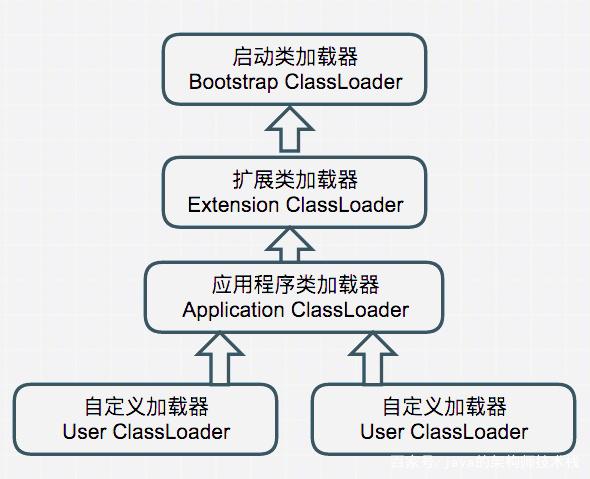 启动类加载器
Bootstrap ClassLoader
扩展类加载器
Extension ClassLoader
应用程序类加载器
Application ClassLoader
自定义加载器
User ClassLoader
自定义加载器
User ClassLoader
百家号/java的架构师技术栈